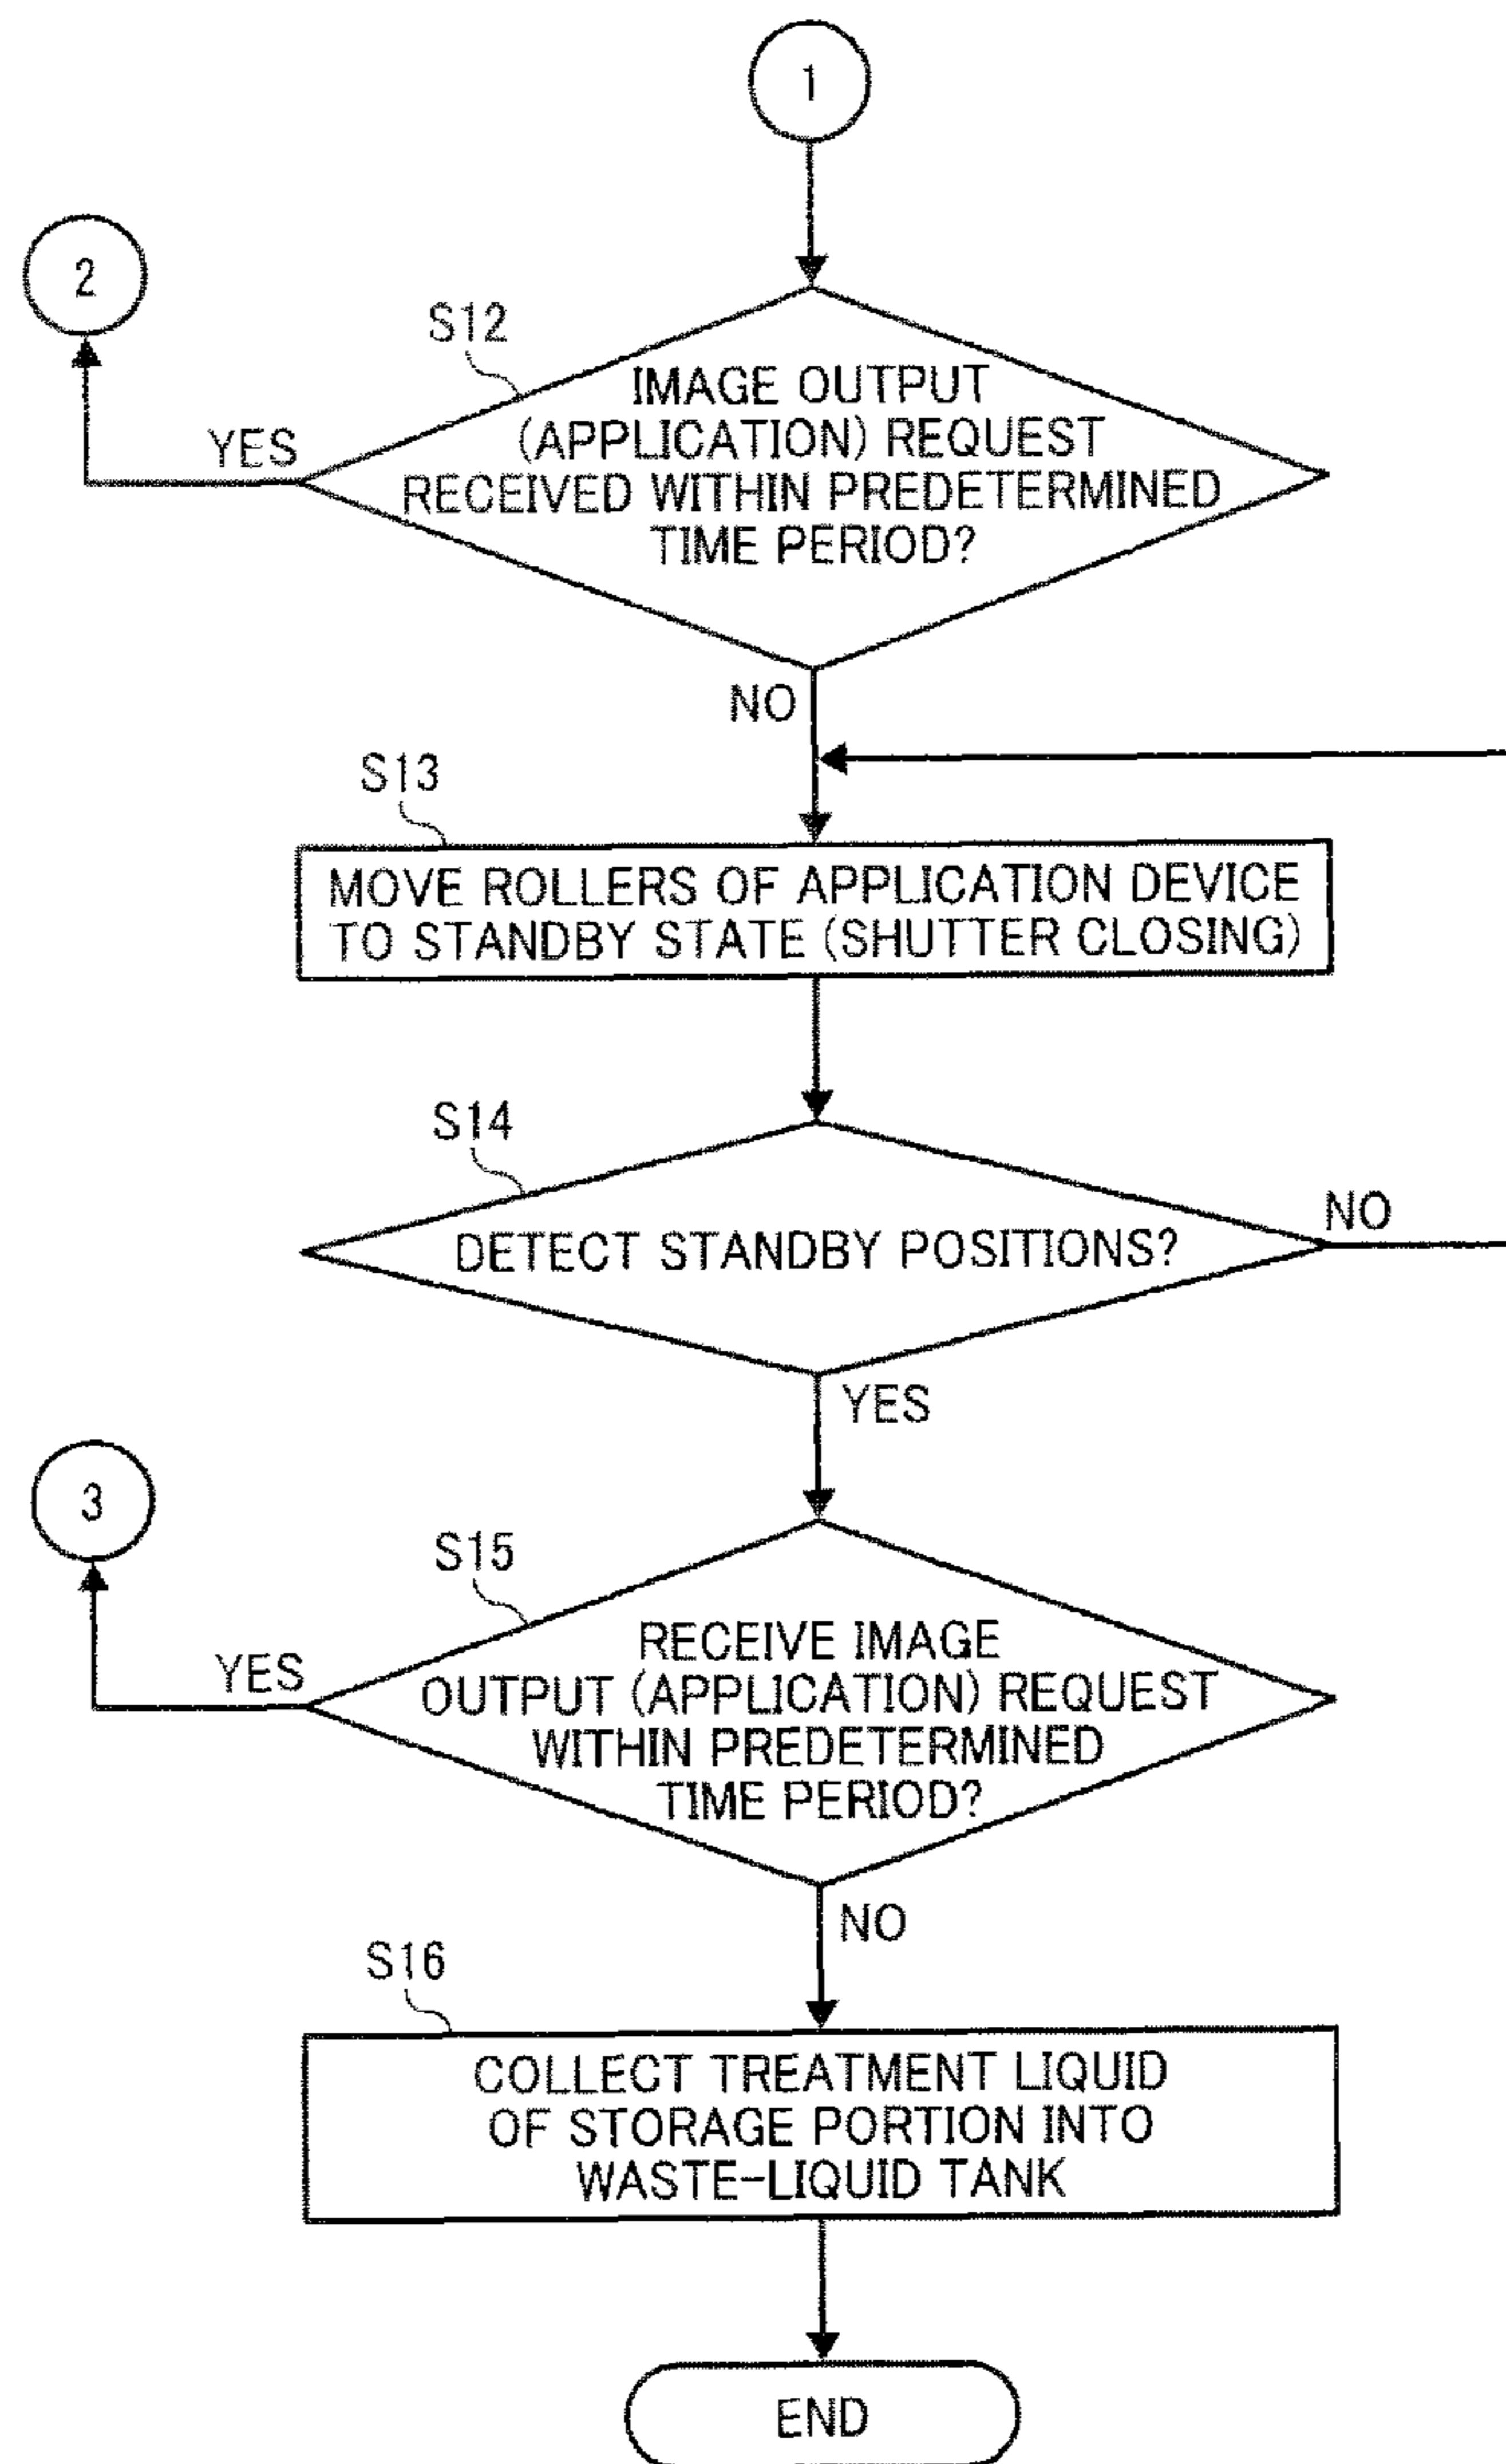 1
2
S12
IMAGE OUTPUT
(APPLICATION) REQUEST
RECEIVED WITHIN PREDETERMINED
TIME PERIOD?
YES
NO
S13
MOVE ROLLERS OF APPLICATION DEVICE
TO STANDBY STATE (SHUTTER CLOSING)
S14
DETECT STANDBY POSITIONS?
NO
YES
3
S15
RECEIVE IMAGE
OUTPUT (APPLICATION) REQUEST
WITHIN PREDETERMINED
TIME PERIOD?
YES
NO
S16
COLLECT TREATMENT LIQUID
OF STORAGE PORTION INTO
WASTE-LIQUID TANK
END